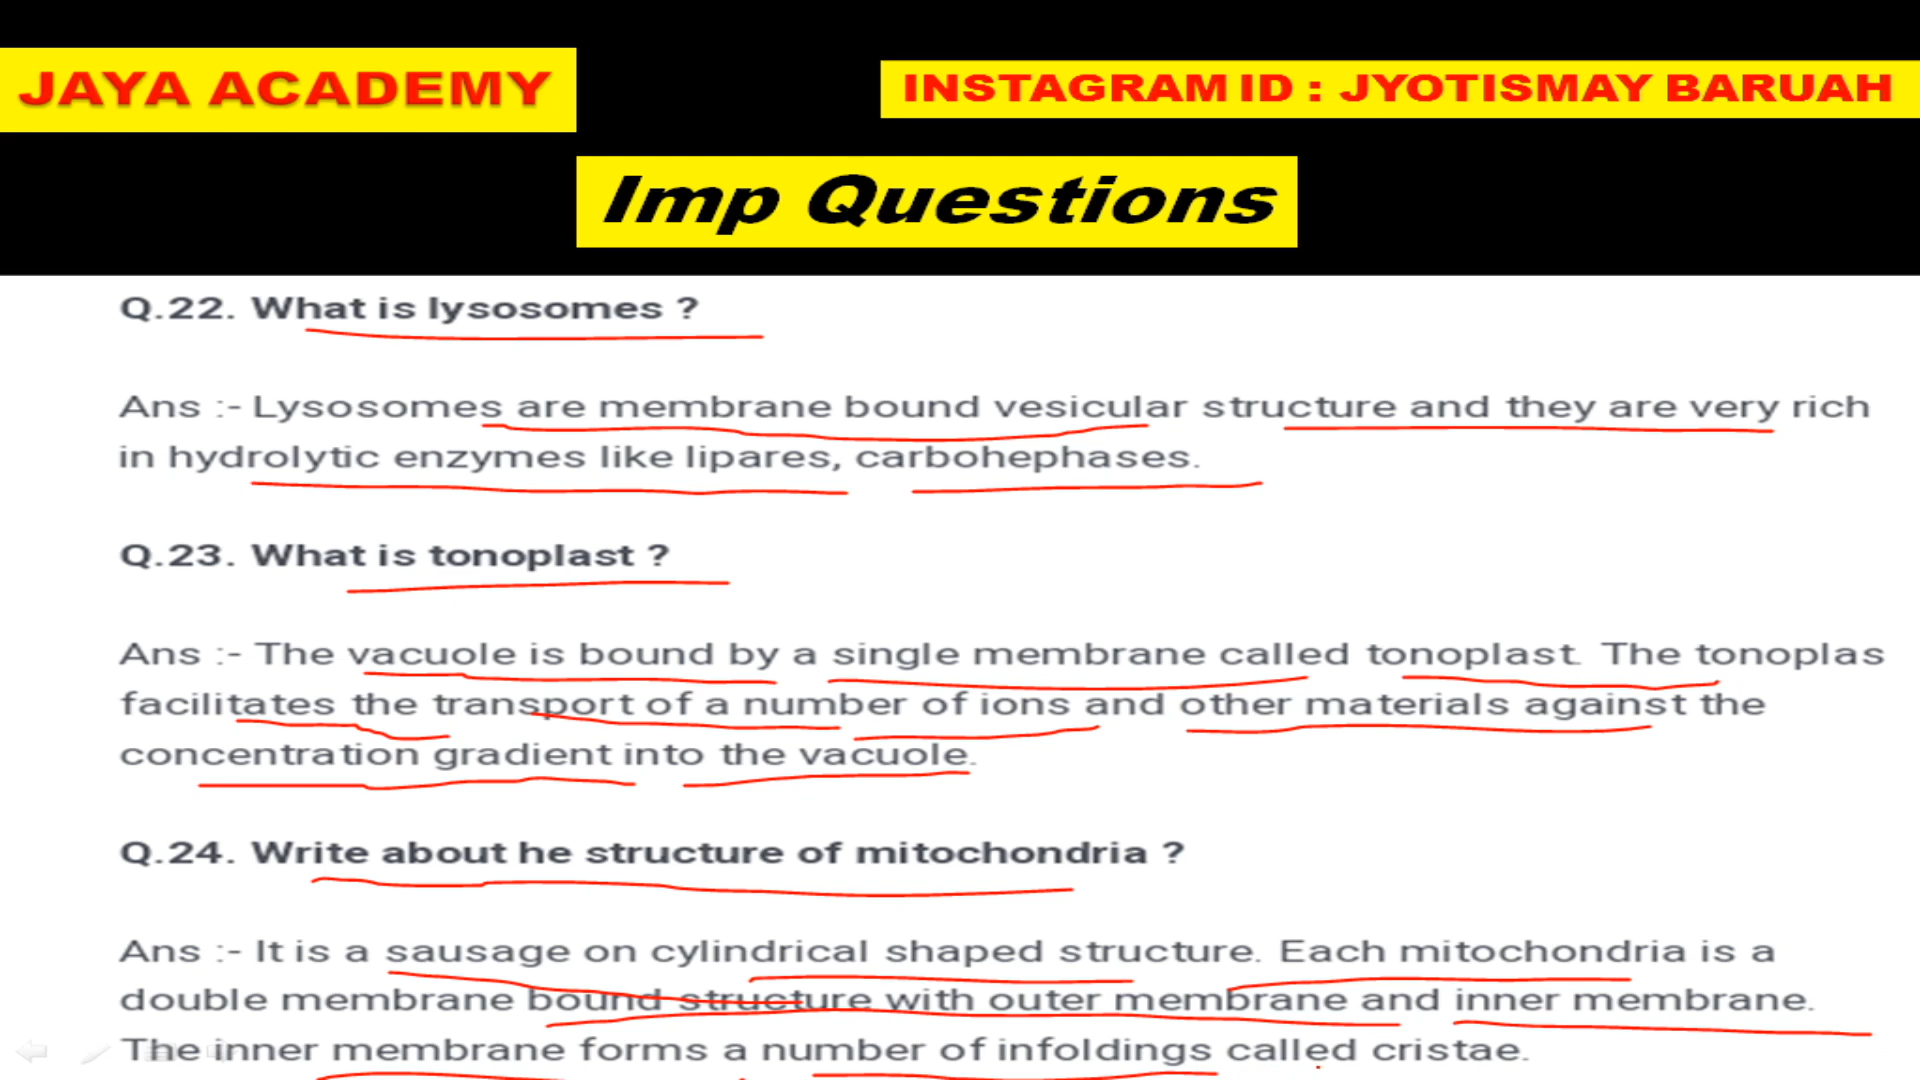 JAYA ACADEMY
INSTAGRAM ID : JYOTISMAY BARUAH
Imp Questions
Q.22. What is lysosomes ?
Ans :- Lysosomes are membrane bound vesicular structure and they are very rich
in hydrolytic enzymes like lipares, carbohephases.
Q.23. What is tonoplast ?
Ans :- The vacuole is bound by a single membrane called tonoplast. The tonoplas
facilitates the transport of a number of ions and other materials against the
concentration gradient into the vacuole.
Q.24. Write about he structure of mitochondria ?
Ans :- It is a sausage on cylindrical shaped structure. Each mitochondria is a
double membrane bound structure with outer membrane and inner membrane.
The inner membrane forms a number of infoldings called cristae.